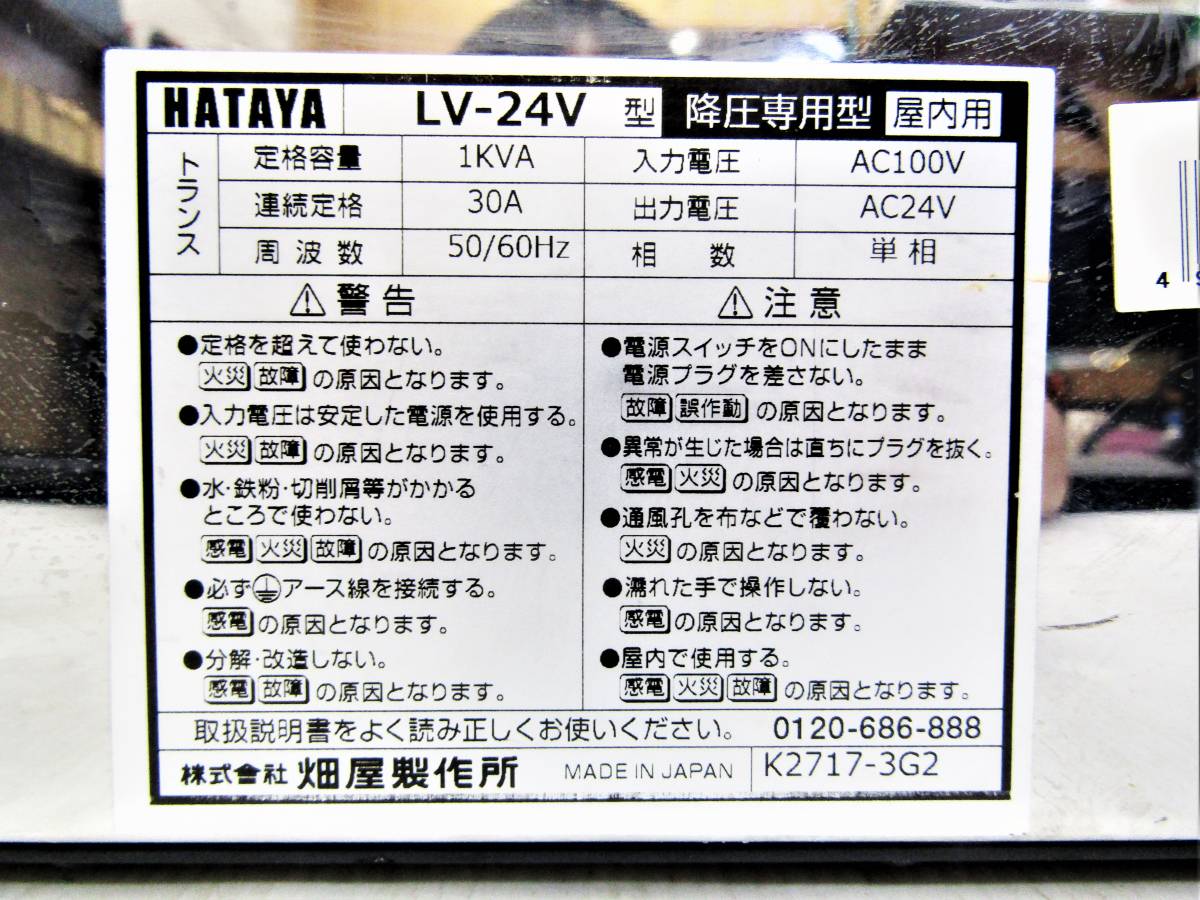 HATAYA LV-24V 型 降圧専用型 屋内用
トランス
定格容量 1KVA 入力電圧 AC100V
連続定格 30A 出力電圧 AC24V
周波数 50/60Hz 相数 単相
⚠警告
●定格を超えて使わない。
火災 故障 の原因となります。
●入力電圧は安定した電源を使用する。
火災 故障 の原因となります。
●水・鉄粉・切削屑等がかかる
ところで使わない。
感電 火災 故障 の原因となります。
●必ず⏚アース線を接続する。
感電 の原因となります。
●分解・改造しない。
感電 故障 の原因となります。
⚠注意
●電源スイッチをONにしたまま
電源プラグを差さない。
故障 誤作動 の原因となります。
●異常が生じた場合は直ちにプラグを抜く。
感電 火災 の原因となります。
●通風孔を布などで覆わない。
火災 の原因となります。
●濡れた手で操作しない。
感電 の原因となります。
●屋内で使用する。
感電 火災 故障 の原因となります。
取扱説明書をよく読み正しくお使いください。 0120-686-888
株式会社 畑屋製作所 MADE IN JAPAN K2717-3G2
4